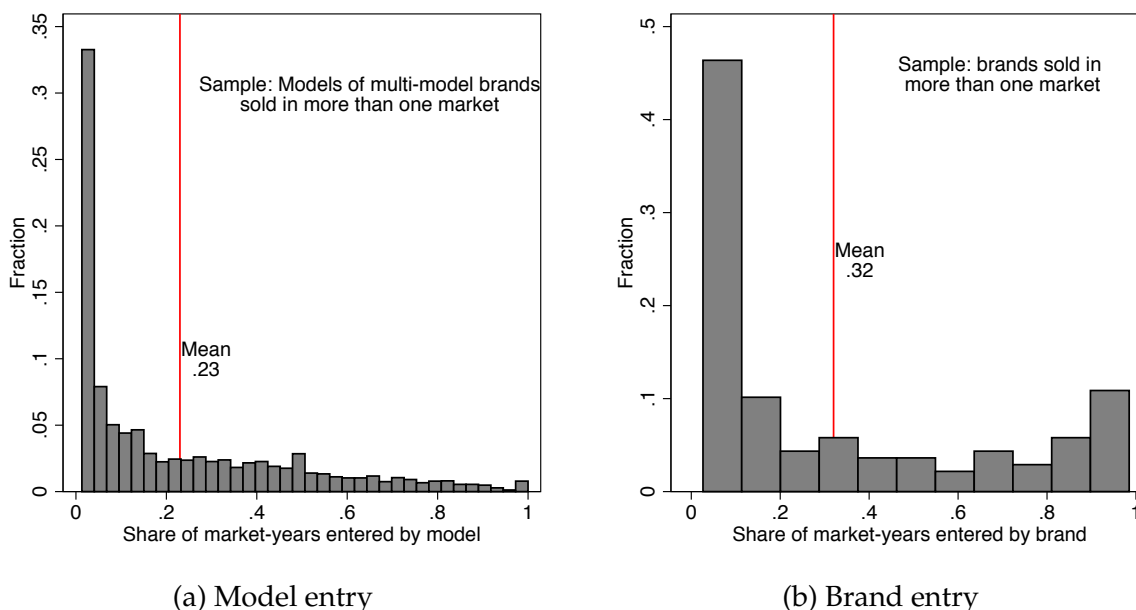 .35
.3
.25
.2
.15
.1
.05
0
Fraction
Sample: Models of multi-model brands
sold in more than one market
Mean
.23
0 .2 .4 .6 .8 1
Share of market-years entered by model
(a) Model entry
.5
.4
.3
.2
.1
0
Fraction
Sample: brands sold in
more than one market
Mean
.32
0 .2 .4 .6 .8 1
Share of market-years entered by brand
(b) Brand entry